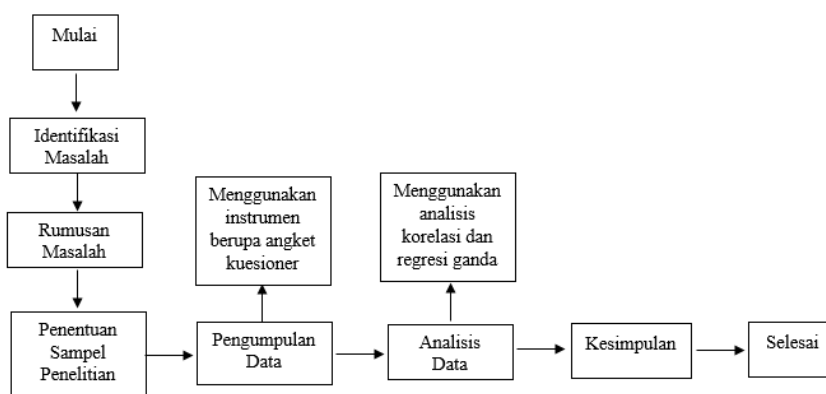 Mulai
Identifikasi
Masalah
Rumusan
Masalah
Penentuan
Sampel
Penelitian
Menggunakan
instrumen
berupa angket
kuesioner
Pengumpulan
Data
Menggunakan
analisis
korelasi dan
regresi ganda
Analisis
Data
Kesimpulan
Selesai